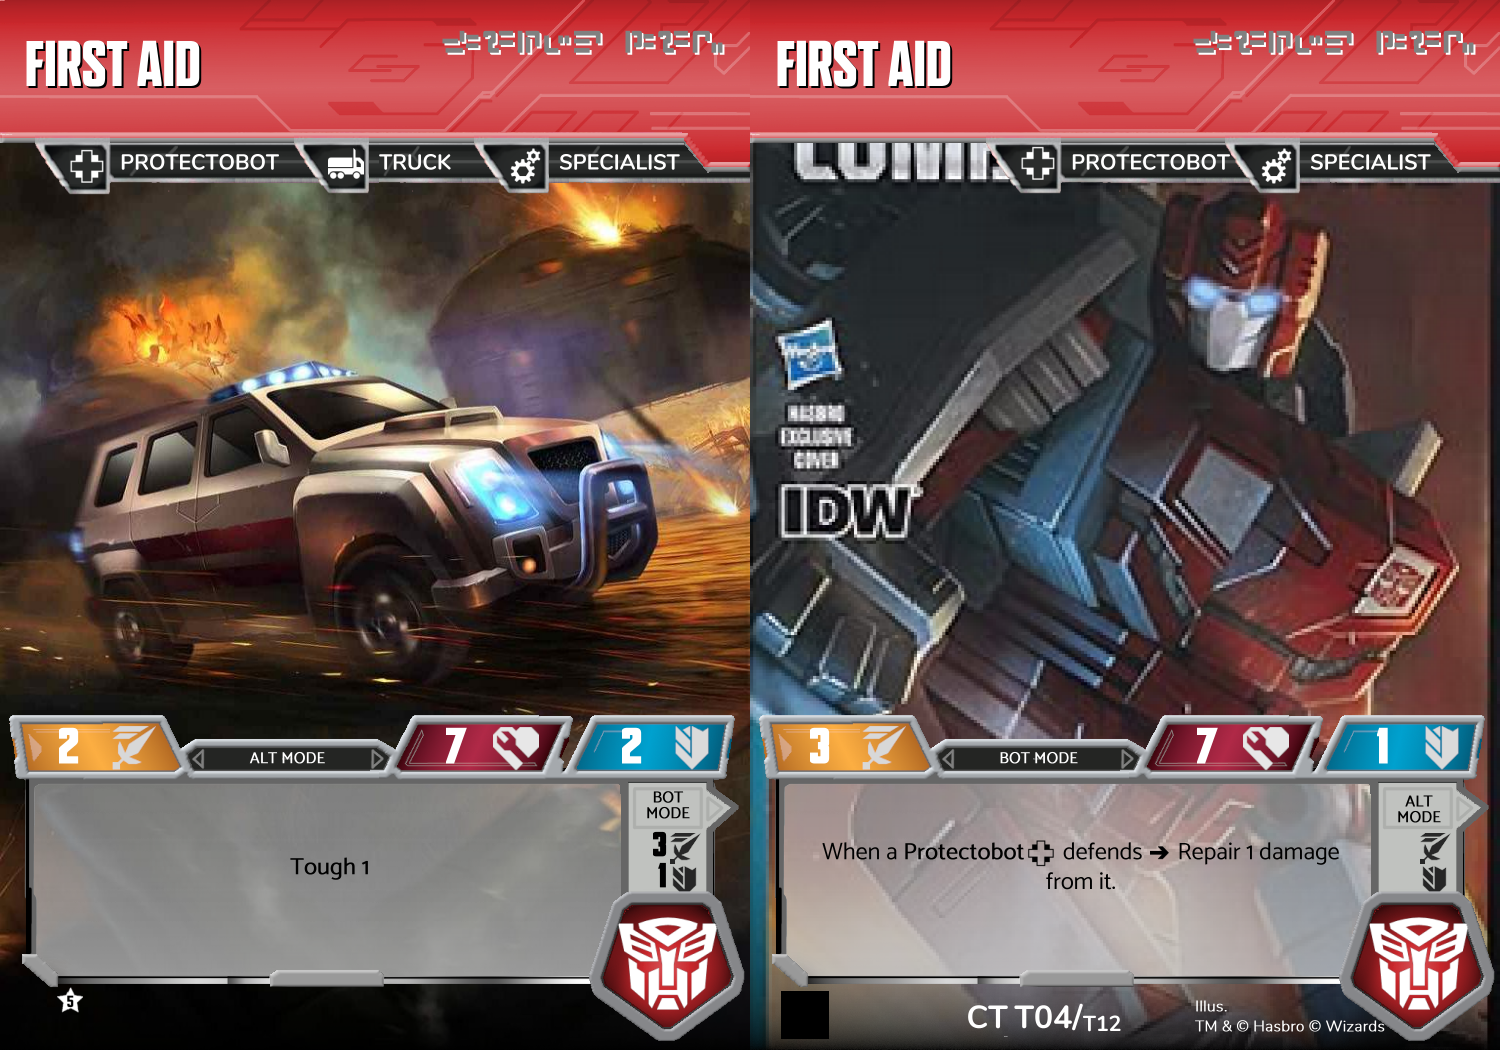 FIRST AID
PROTECTOBOT TRUCK SPECIALIST
2 ALT MODE 7 2
BOT
MODE
3
1
Tough 1
5
FIRST AID
PROTECTOBOT SPECIALIST
Hasbro
HASBRO
EXCLUSIVE
COVER
IDW
3 BOT MODE 7 1
ALT
MODE
When a Protectobot defends ➔ Repair 1 damage
from it.
CT T04/T12
Illus.
TM & © Hasbro © Wizards